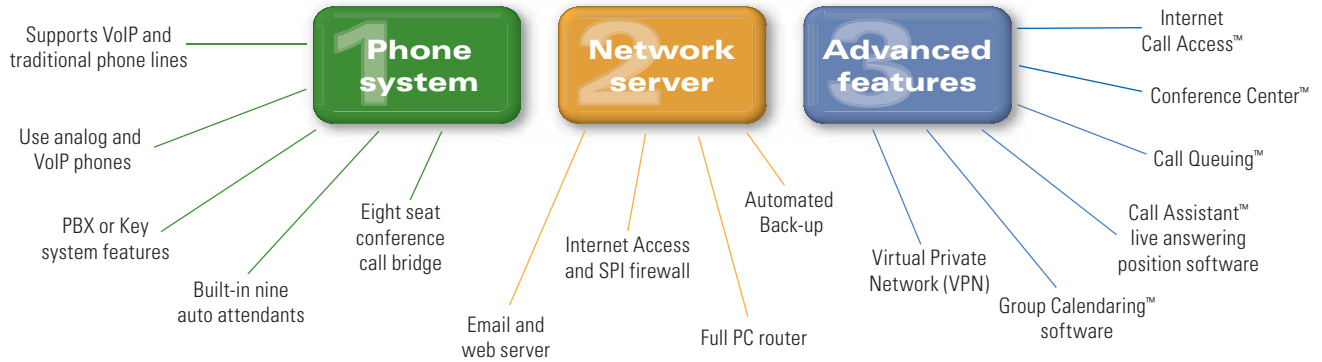 1
Phone
system
Supports VoIP and
traditional phone lines
Use analog and
VoIP phones
PBX or Key
system features
Built-in nine
auto attendants
Eight seat
conference
call bridge
2
Network
server
Email and
web server
Internet Access
and SPI firewall
Full PC router
Automated
Back-up
3
Advanced
features
Internet
Call Access™
Conference Center™
Call Queuing™
Call Assistant™
live answering
position software
Group Calendaring™
software
Virtual Private
Network (VPN)